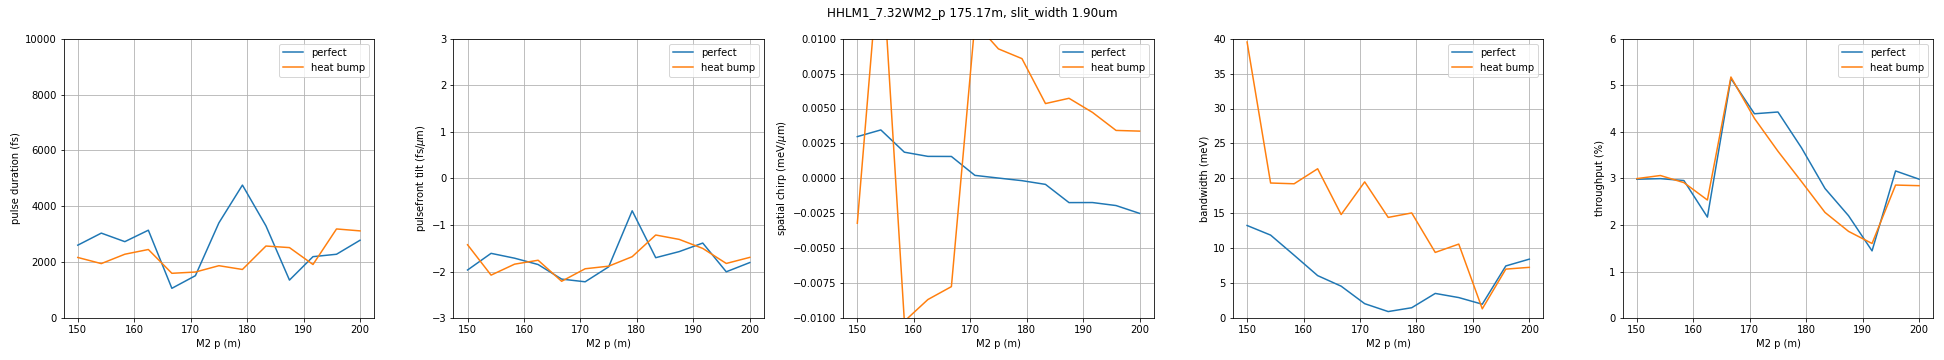 HHLM1_7.32WM2_p 175.17m, slit_width 1.90um
pulse duration (fs)
10000
8000
6000
4000
2000
0
150 160 170 180 190 200
M2 p (m)
perfect
heat bump
pulsefront tilt (fs/μm)
3
2
1
0
−1
−2
−3
150 160 170 180 190 200
M2 p (m)
perfect
heat bump
spatial chirp (meV/μm)
0.0100
0.0075
0.0050
0.0025
0.0000
−0.0025
−0.0050
−0.0075
−0.0100
150 160 170 180 190 200
M2 p (m)
perfect
heat bump
bandwidth (meV)
40
35
30
25
20
15
10
5
0
150 160 170 180 190 200
M2 p (m)
perfect
heat bump
throughput (%)
6
5
4
3
2
1
0
150 160 170 180 190 200
M2 p (m)
perfect
heat bump